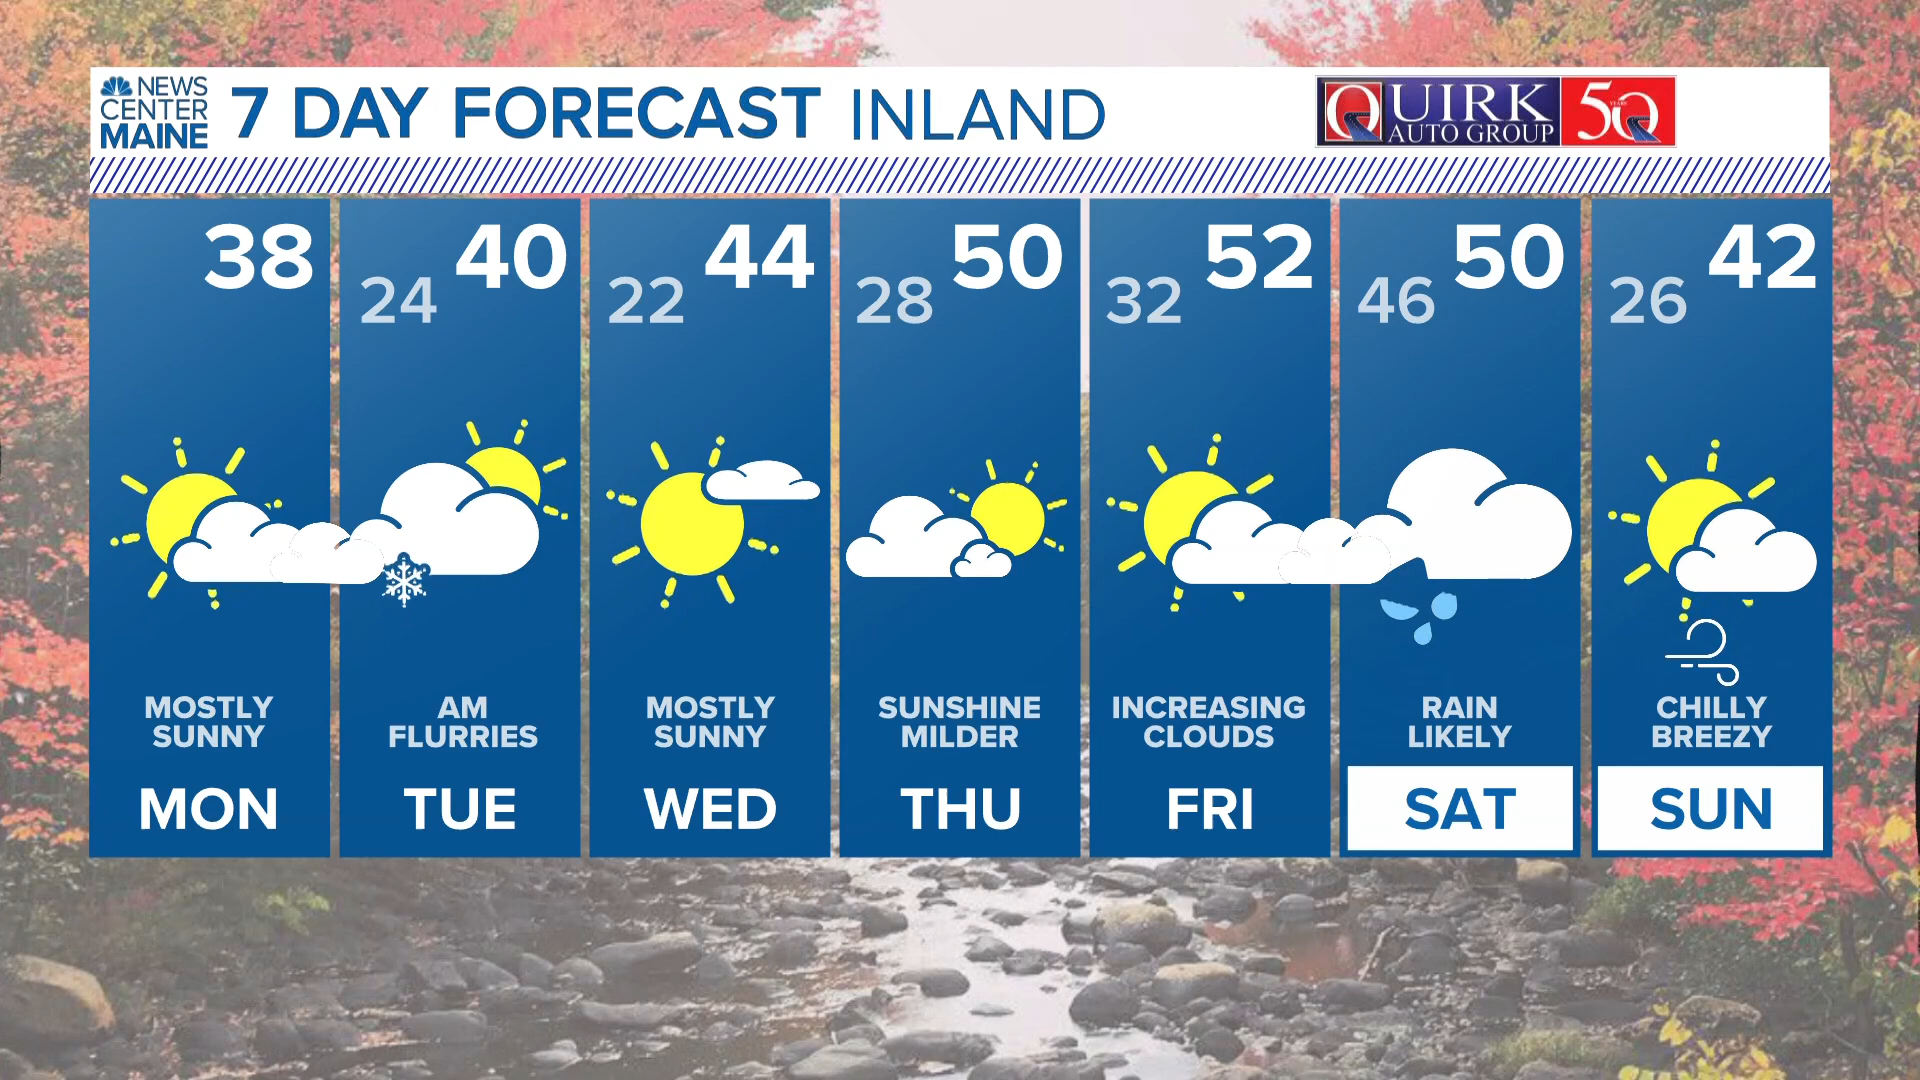 NEWS
CENTER
MAINE
7 DAY FORECAST INLAND
QUIRK
AUTO GROUP
50
YEARS
38
MOSTLY
SUNNY
MON
24 40
AM
FLURRIES
TUE
22 44
MOSTLY
SUNNY
WED
28 50
SUNSHINE
MILDER
THU
32 52
INCREASING
CLOUDS
FRI
46 50
RAIN
LIKELY
SAT
26 42
CHILLY
BREEZY
SUN